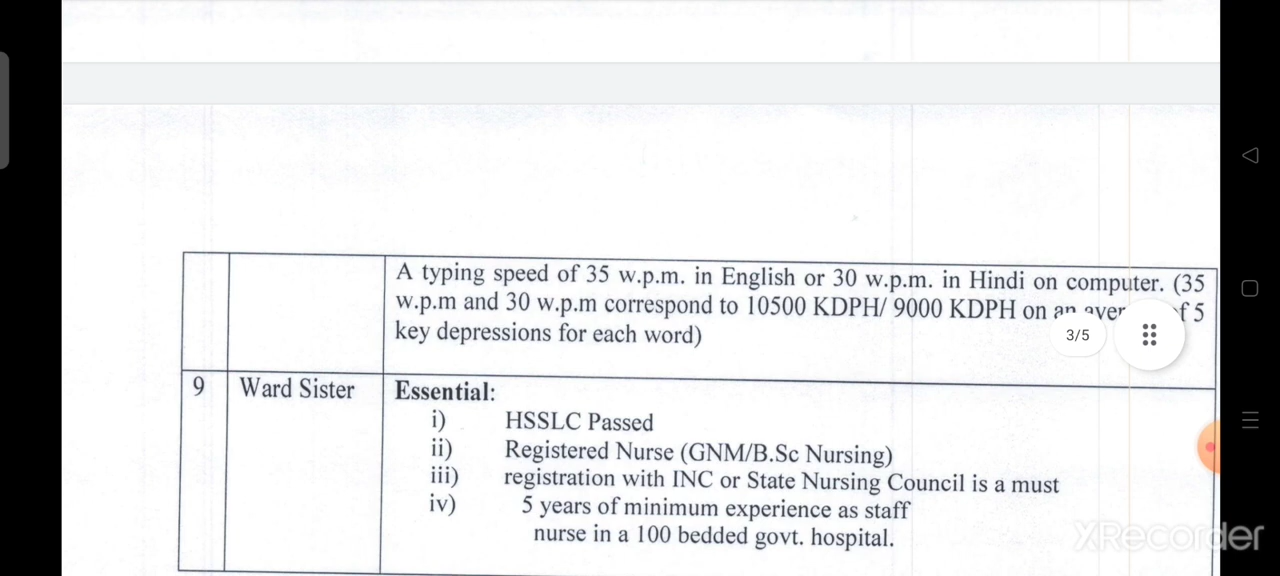 A typing speed of 35 w.p.m. in English or 30 w.p.m. in Hindi on computer. (35
w.p.m and 30 w.p.m correspond to 10500 KDPH/ 9000 KDPH on an of 5
key depressions for each word)
3/5
9 Ward Sister Essential:
i) HSSLC Passed
ii) Registered Nurse (GNM/B.Sc Nursing)
iii) registration with INC or State Nursing Council is a must
iv) 5 years of minimum experience as staff
nurse in a 100 bedded govt. hospital.
XRecorder